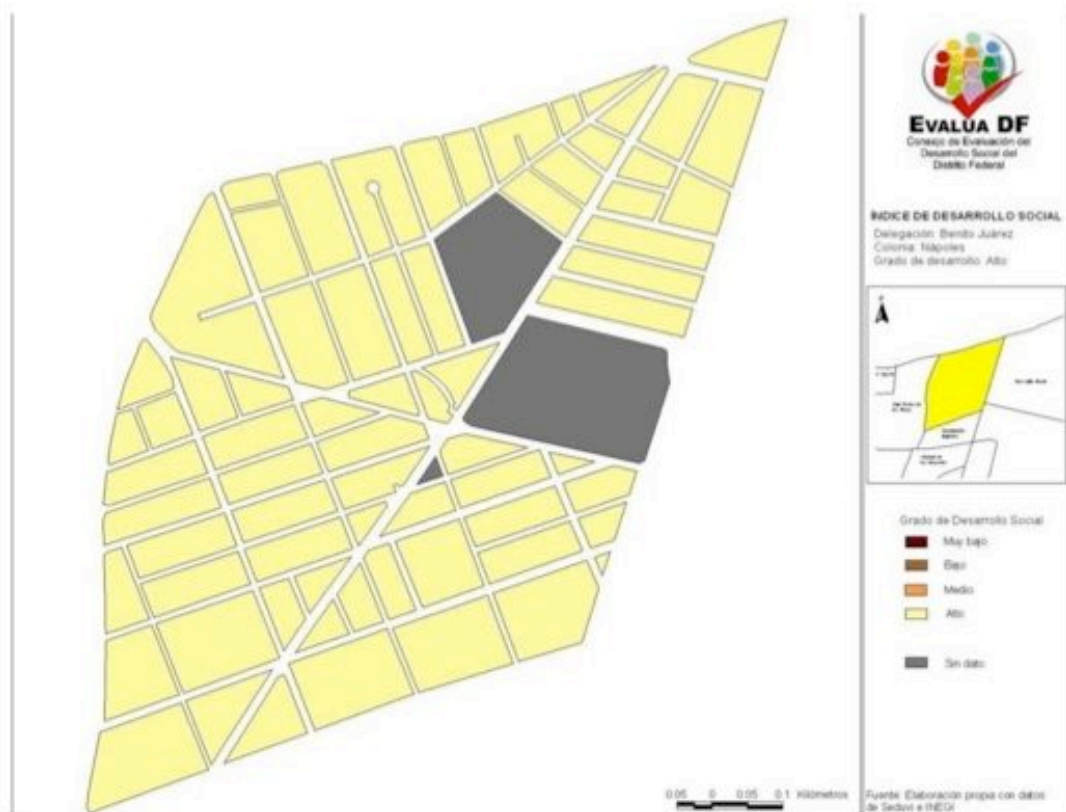 EVALÚA DF
Consejo de Evaluación del
Desarrollo Social del
Distrito Federal
ÍNDICE DE DESARROLLO SOCIAL
Delegación: Benito Juárez
Colonia: Nápoles
Grado de desarrollo: Alto
Grado de Desarrollo Social
Muy bajo
Bajo
Medio
Alto
Sin dato
0.05 0 0.05 0.1 Kilómetros
Fuente: Elaboración propia con datos
de Seduvi e INEGI